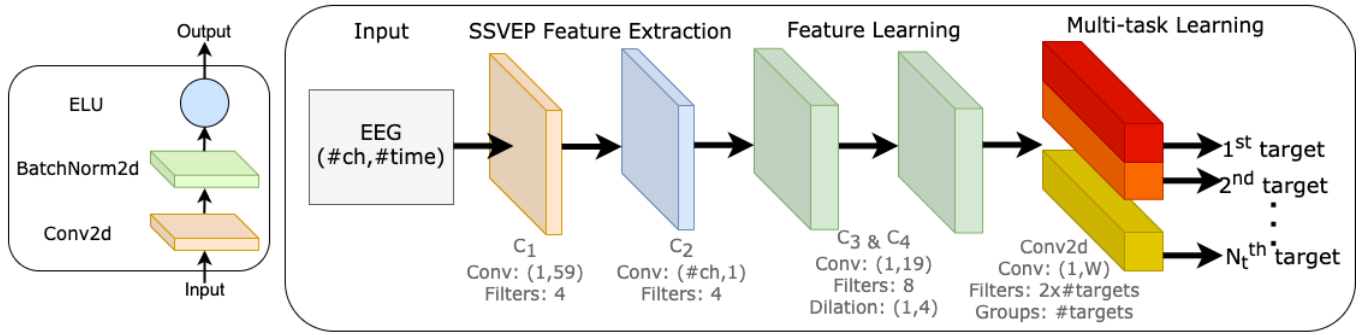 Output
ELU
BatchNorm2d
Conv2d
Input
Input
SSVEP Feature Extraction
Feature Learning
Multi-task Learning
EEG
(#ch,#time)
C1
Conv: (1,59)
Filters: 4
C2
Conv: (#ch,1)
Filters: 4
C3 & C4
Conv: (1,19)
Filters: 8
Dilation: (1,4)
Conv2d
Conv: (1,W)
Filters: 2x#targets
Groups: #targets
1st target
2nd target
Ntth target